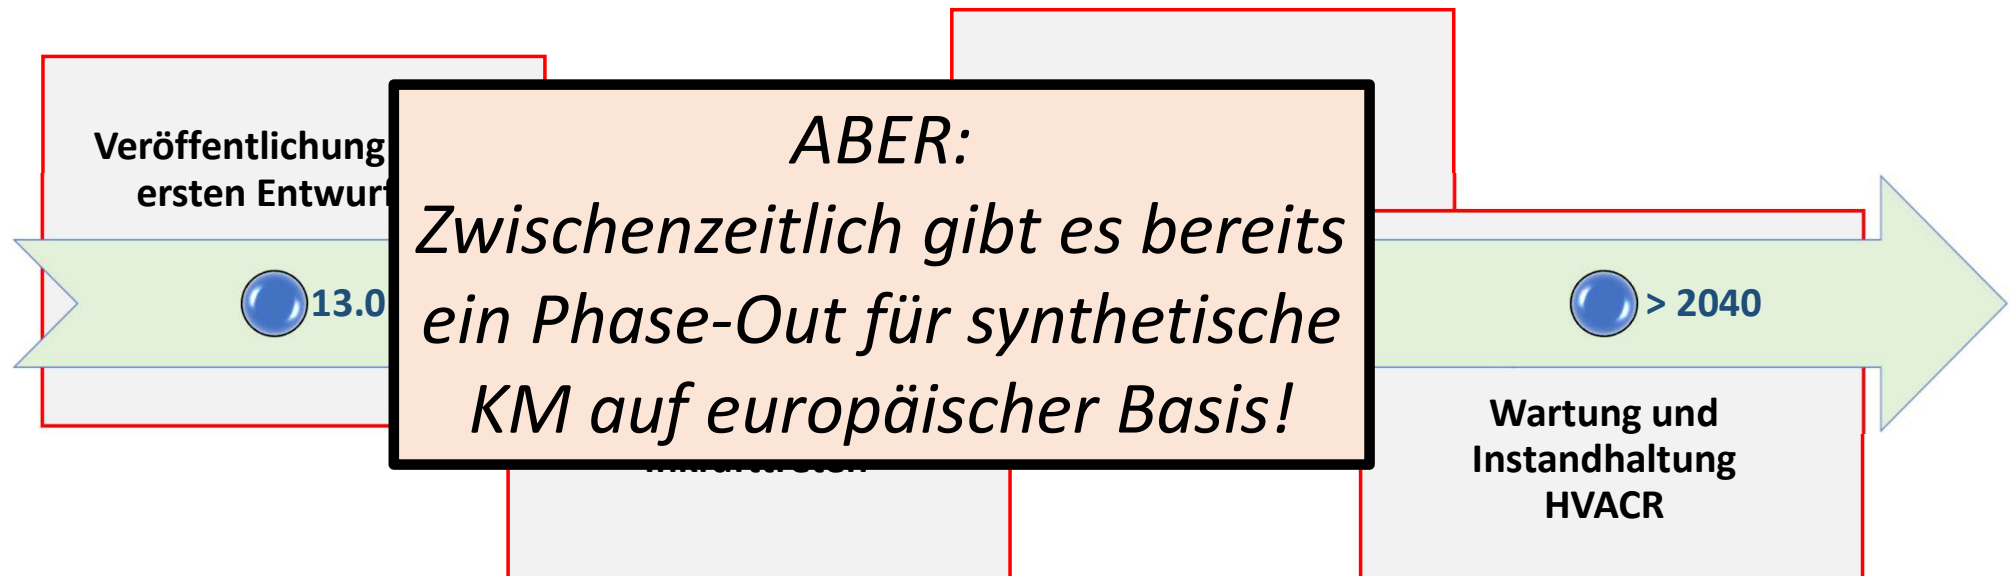 Veröffentlichung
ersten
ABER:
Zwischenzeitlich gibt es bereits
ein Phase-Out für synthetische
KM auf europäischer Basis!
13.0
> 2040
Wartung und
Instandhaltung
HVACR